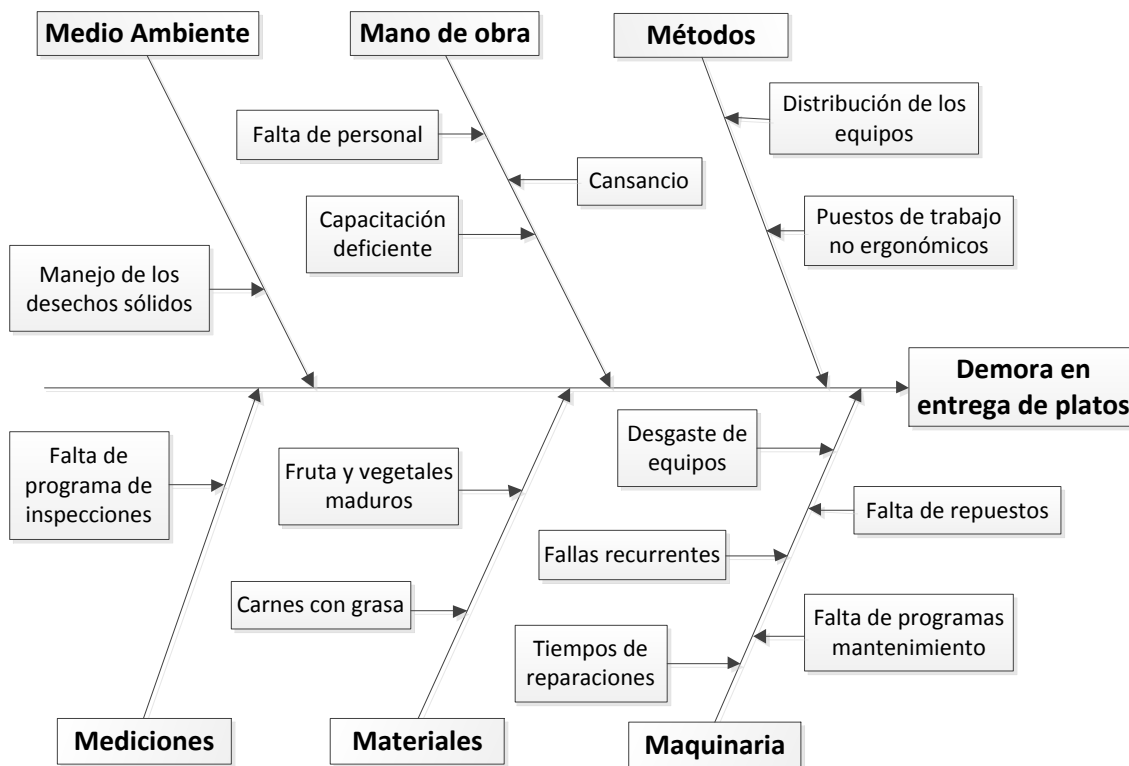 Medio Ambiente
Mano de obra
Métodos
Distribución de los
equipos
Falta de personal
Cansancio
Capacitación
deficiente
Puestos de trabajo
no ergonómicos
Manejo de los
desechos sólidos
Demora en
entrega de platos
Falta de
programa de
inspecciones
Fruta y vegetales
maduros
Desgaste de
equipos
Falta de repuestos
Fallas recurrentes
Carnes con grasa
Falta de programas
mantenimiento
Tiempos de
reparaciones
Mediciones
Materiales
Maquinaria